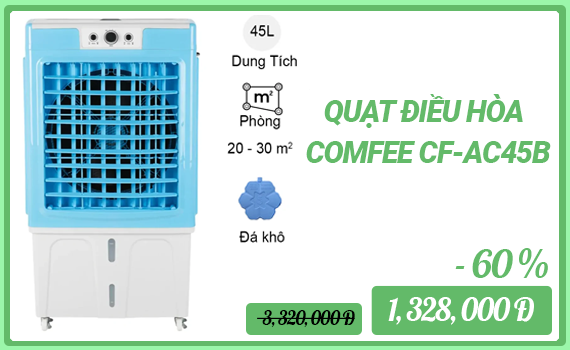 45L
Dung Tích
m²
Phòng
20 - 30 m²
Đá khô
QUẠT ĐIỀU HÒA
COMFEE CF-AC45B
- 60 %
3,320,000 Đ
1,328,000 Đ